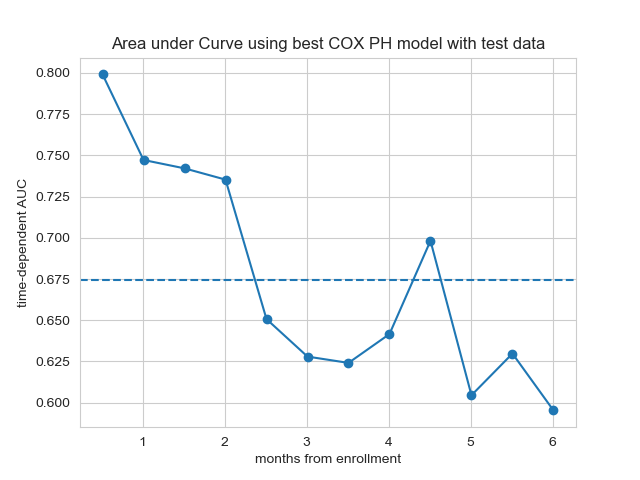 Area under Curve using best COX PH model with test data
0.800
0.775
0.750
0.725
0.700
0.675
0.650
0.625
0.600
time-dependent AUC
1 2 3 4 5 6
months from enrollment